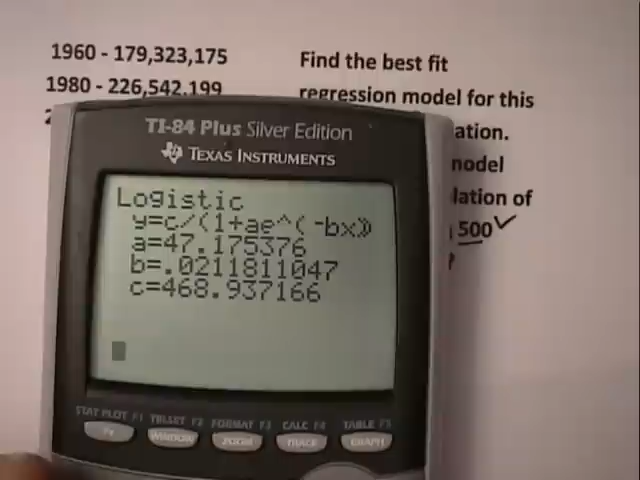 1960 - 179,323,175
1980 - 226,542,199
2
Find the best fit
regression model for this
ation.
model
lation of
500
?
TI-84 Plus Silver Edition
TEXAS INSTRUMENTS
Logistic
y=c/(1+ae^(-bx))
a=47.175376
b=.0211811047
c=468.937166
STAT PLOT F1 TBLSET F2 FORMAT F3 CALC F4 TABLE F5
Y= WINDOW ZOOM TRACE GRAPH